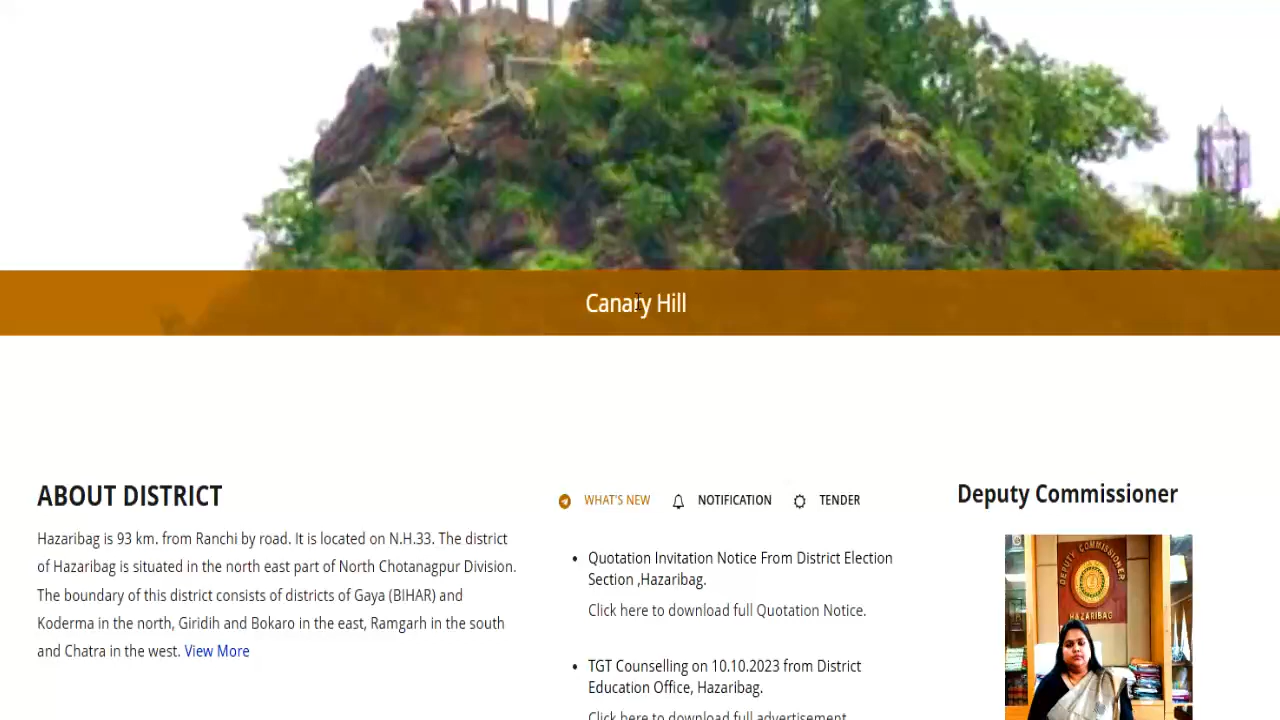 Canary Hill
ABOUT DISTRICT
Hazaribag is 93 km. from Ranchi by road. It is located on N.H.33. The district
of Hazaribag is situated in the north east part of North Chotanagpur Division.
The boundary of this district consists of districts of Gaya (BIHAR) and
Koderma in the north, Giridih and Bokaro in the east, Ramgarh in the south
and Chatra in the west. View More
WHAT'S NEW
NOTIFICATION
TENDER
Quotation Invitation Notice From District Election
Section ,Hazaribag.
Click here to download full Quotation Notice.
TGT Counselling on 10.10.2023 from District
Education Office, Hazaribag.
Click here to download full advertisement
Deputy Commissioner
DEPUTY COMMISSIONER
HAZARIBAG